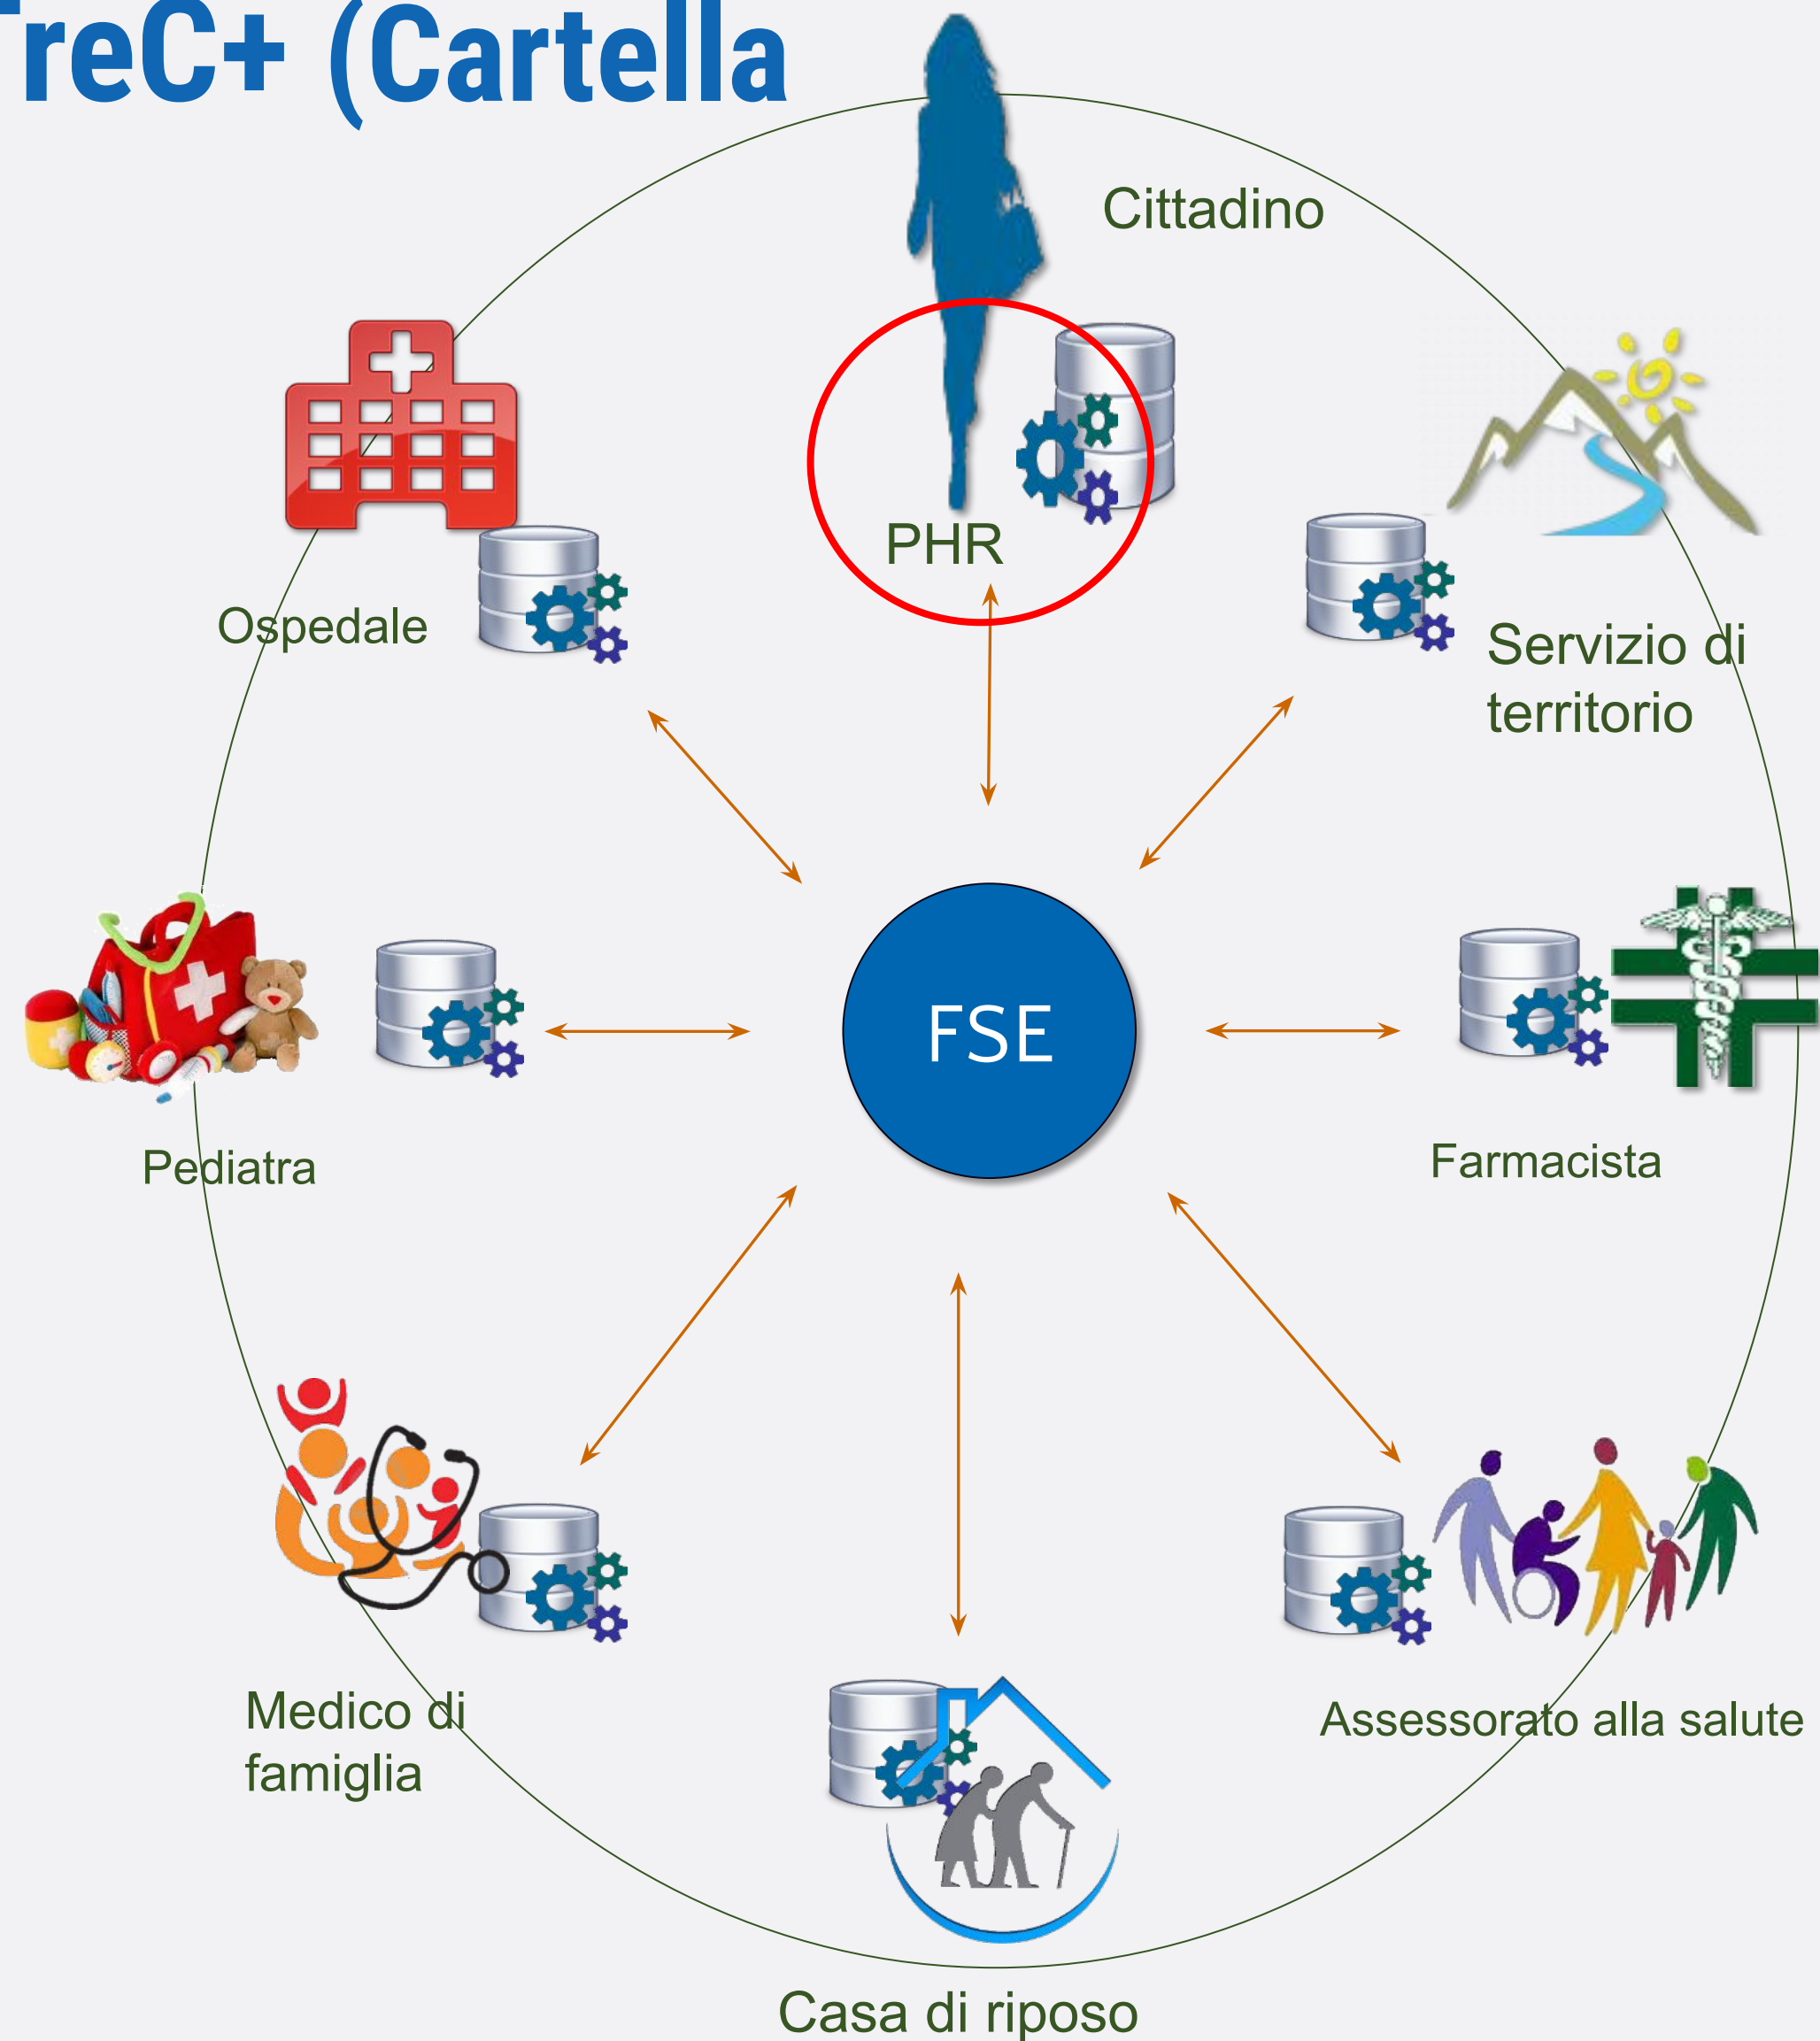 TreC+ (Cartella
Cittadino
PHR
Ospedale
Servizio di
territorio
FSE
Pediatra
Farmacista
Medico di
famiglia
Assessorato alla salute
Casa di riposo